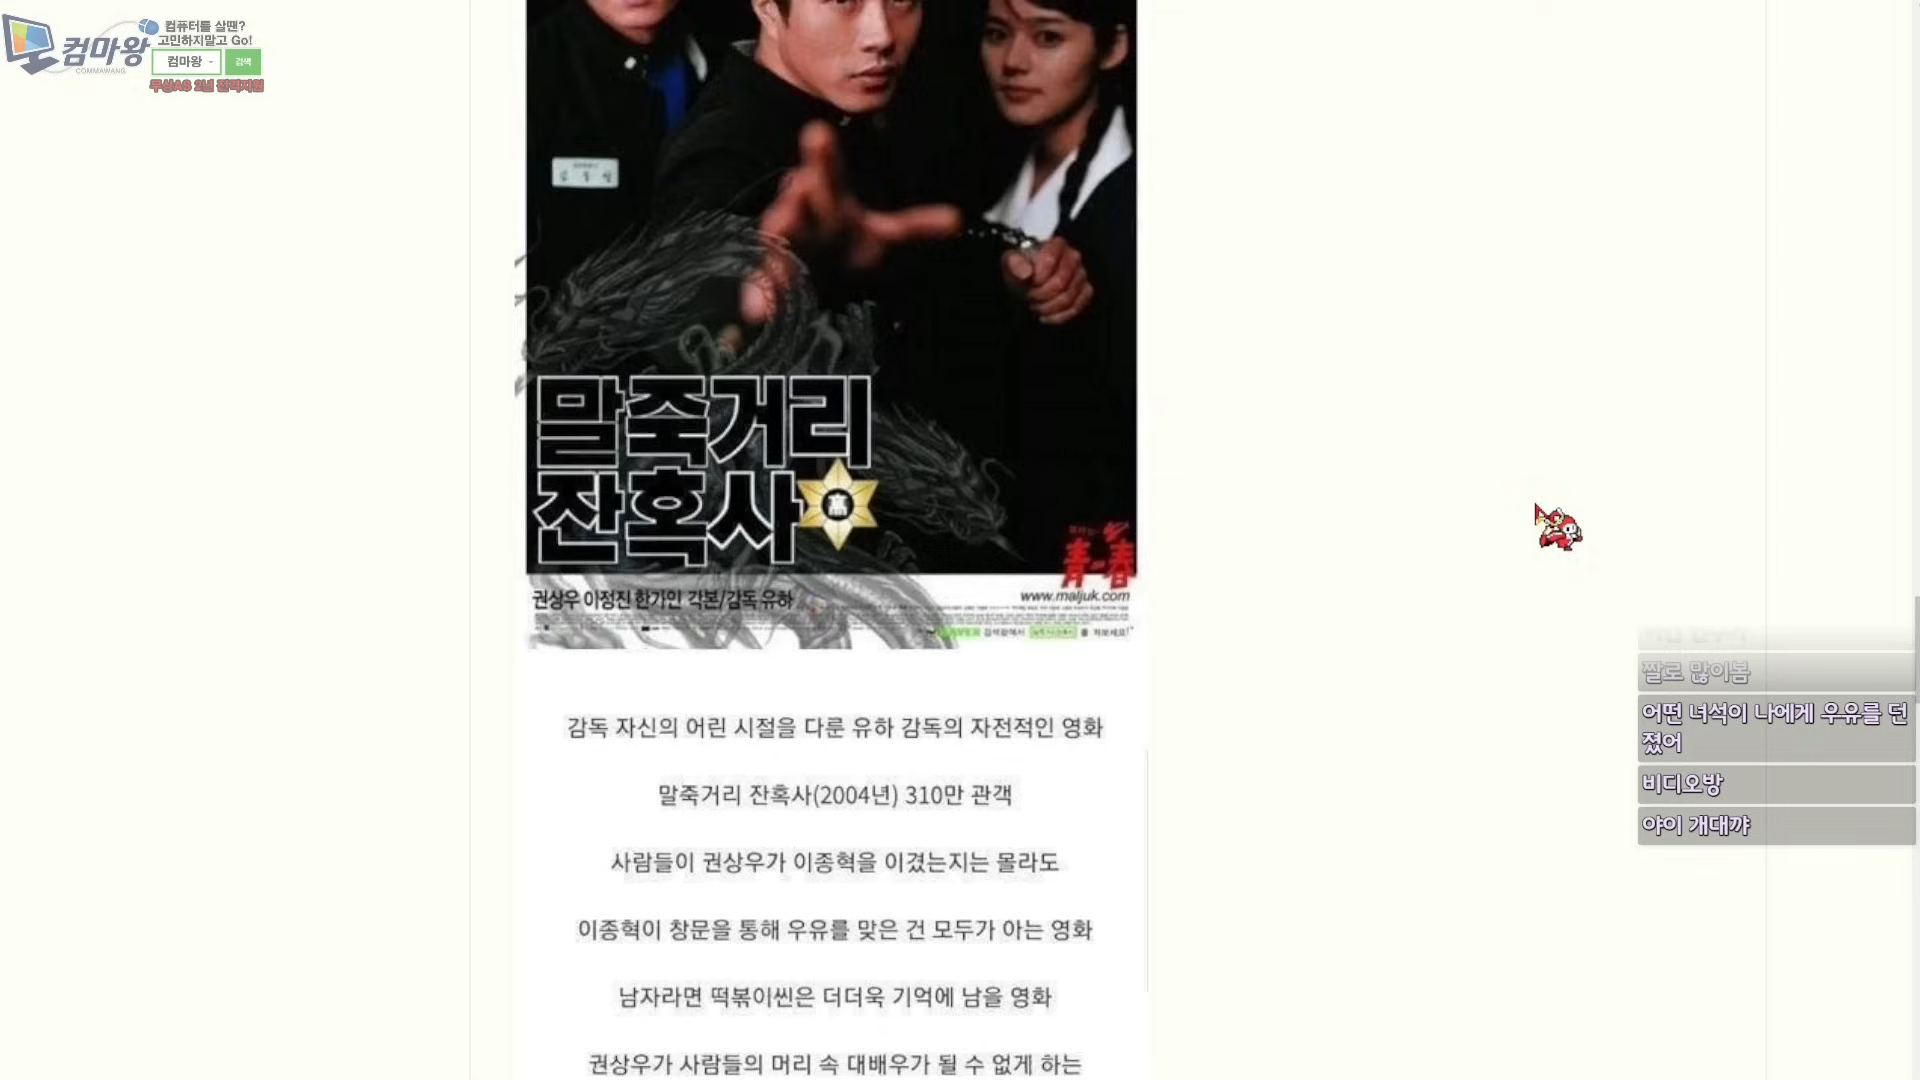 컴퓨터를 살땐?
고민하지말고 Go!
컴마왕
COMMAWANG
컴마왕
검색
무상AS 2년
말죽거리
잔혹사
高
靑春
권상우 이정진 한가인 각본/감독 유하
www.maljuk.com
감독 자신의 어린 시절을 다룬 유하 감독의 자전적인 영화
말죽거리 잔혹사(2004년) 310만 관객
사람들이 권상우가 이종혁을 이겼는지는 몰라도
이종혁이 창문을 통해 우유를 맞은 건 모두가 아는 영화
남자라면 떡볶이씬은 더더욱 기억에 남을 영화
권상우가 사람들의 머리 속 대배우가 될 수 없게 하는
짤로 많이봄
어떤 녀석이 나에게 우유를 던
졌어
비디오방
야이 개대꺄